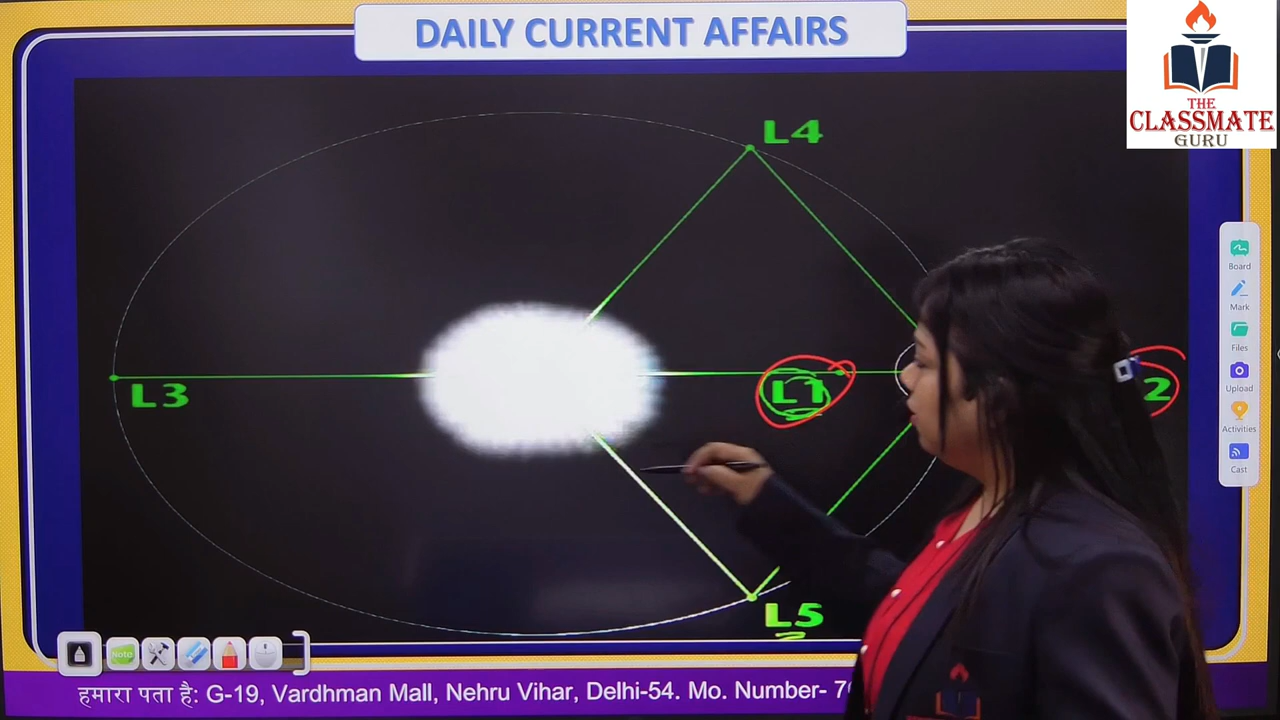 DAILY CURRENT AFFAIRS
THE
CLASSMATE
GURU
L4
L3
L1
2
L5
Board
Mark
Files
Upload
Activities
Cast
Note
हमारा पता है: G-19, Vardhman Mall, Nehru Vihar, Delhi-54. Mo. Number- 7